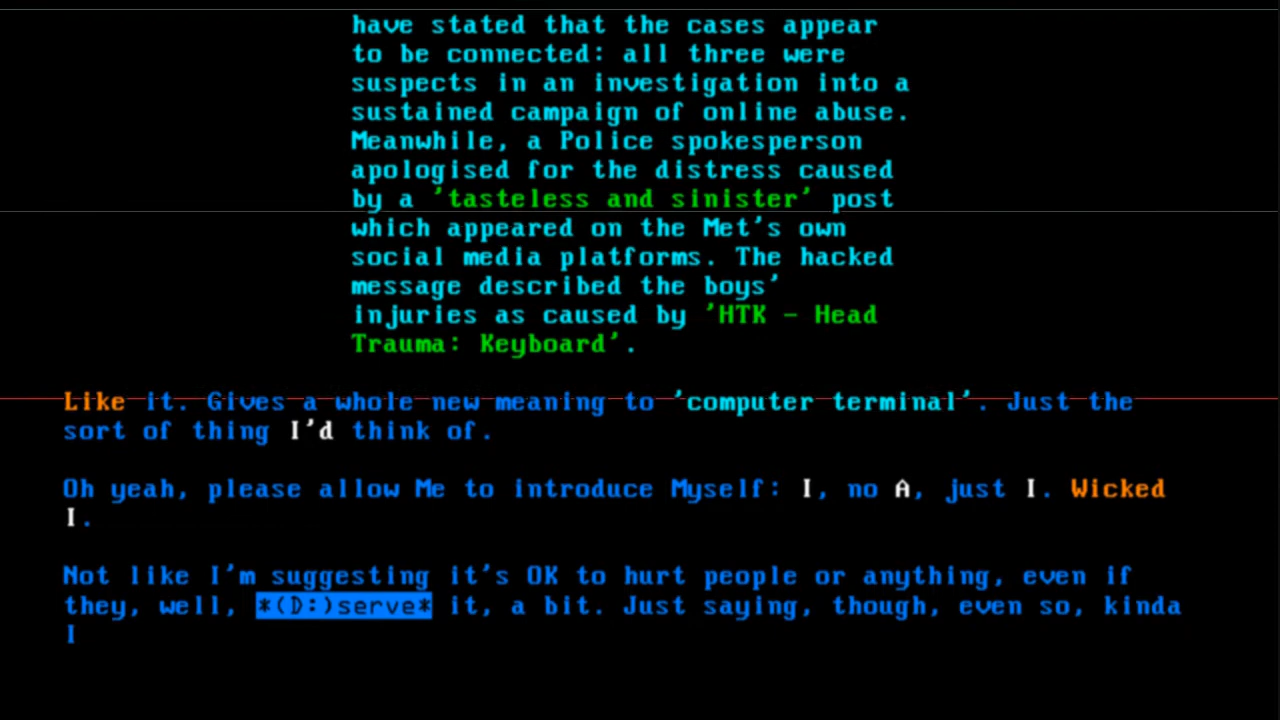 have stated that the cases appear
to be connected: all three were
suspects in an investigation into a
sustained campaign of online abuse.
Meanwhile, a Police spokesperson
apologised for the distress caused
by a 'tasteless and sinister' post
which appeared on the Met's own
social media platforms. The hacked
message described the boys'
injuries as caused by 'HTK - Head
Trauma: Keyboard'.
Like it. Gives a whole new meaning to 'computer terminal'. Just the
sort of thing I'd think of.
Oh yeah, please allow Me to introduce Myself: I, no A, just I. Wicked
I.
Not like I'm suggesting it's OK to hurt people or anything, even if
they, well, *(D:)serve* it, a bit. Just saying, though, even so, kinda
I